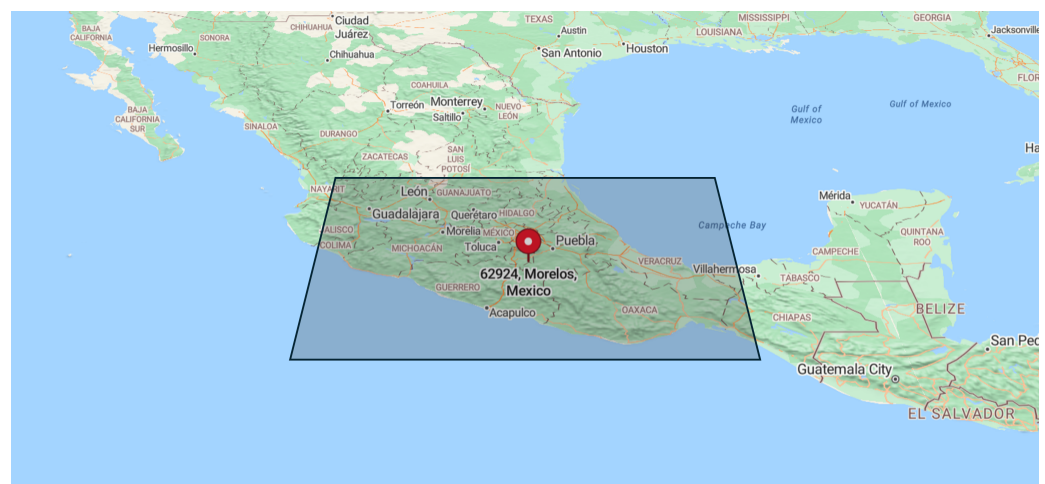 BAJA
CALIFORNIA
SONORA
Hermosillo
CHIHUAHUA
Ciudad
Juárez
Chihuahua
TEXAS
Austin
San Antonio
Houston
LOUISIANA
MISSISSIPPI
GEORGIA
Jacksonville
FLOR
BAJA
CALIFORNIA
SUR
SINALOA
COAHUILA
Torreón
Monterrey
Saltillo
NUEVO
LEÓN
DURANGO
ZACATECAS
SAN
LUIS
POTOSÍ
Gulf of
Mexico
Gulf of Mexico
Ha
NAYARIT
León
GUANAJUATO
Guadalajara
Querétaro
HIDALGO
JALISCO
COLIMA
Morelia
MÉXICO
MICHOACÁN
Toluca
Puebla
62924, Morelos,
Mexico
GUERRERO
Acapulco
VERACRUZ
OAXACA
Campeche Bay
Mérida
YUCATÁN
QUINTANA
ROO
CAMPECHE
Villahermosa
TABASCO
CHIAPAS
BELIZE
San Ped
Guatemala City
EL SALVADOR